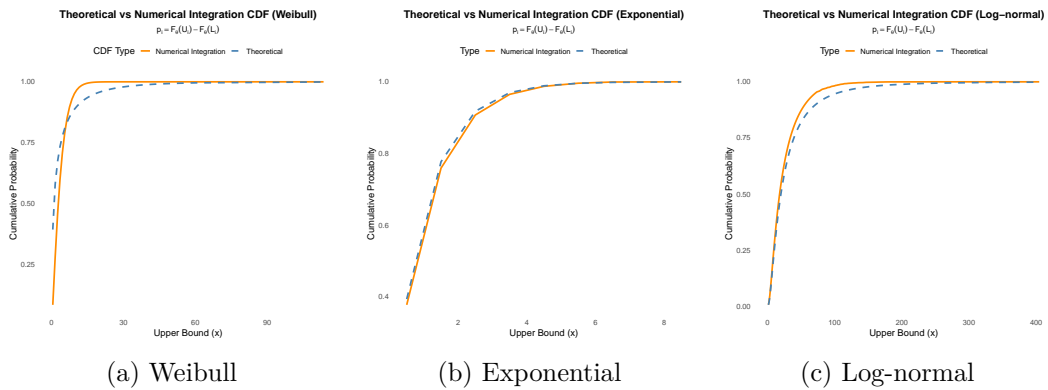 Theoretical vs Numerical Integration CDF (Weibull)
pᵢ = Fθ(Uᵢ) − Fθ(Lᵢ)
CDF Type Numerical Integration Theoretical
Cumulative Probability
1.00
0.75
0.50
0.25
0 30 60 90
Upper Bound (x)
(a) Weibull
Theoretical vs Numerical Integration CDF (Exponential)
pᵢ = Fθ(Uᵢ) − Fθ(Lᵢ)
Type Numerical Integration Theoretical
Cumulative Probability
1.0
0.8
0.6
0.4
2 4 6 8
Upper Bound (x)
(b) Exponential
Theoretical vs Numerical Integration CDF (Log−normal)
pᵢ = Fθ(Uᵢ) − Fθ(Lᵢ)
Type Numerical Integration Theoretical
Cumulative Probability
1.00
0.75
0.50
0.25
0.00
0 100 200 300 400
Upper Bound (x)
(c) Log-normal